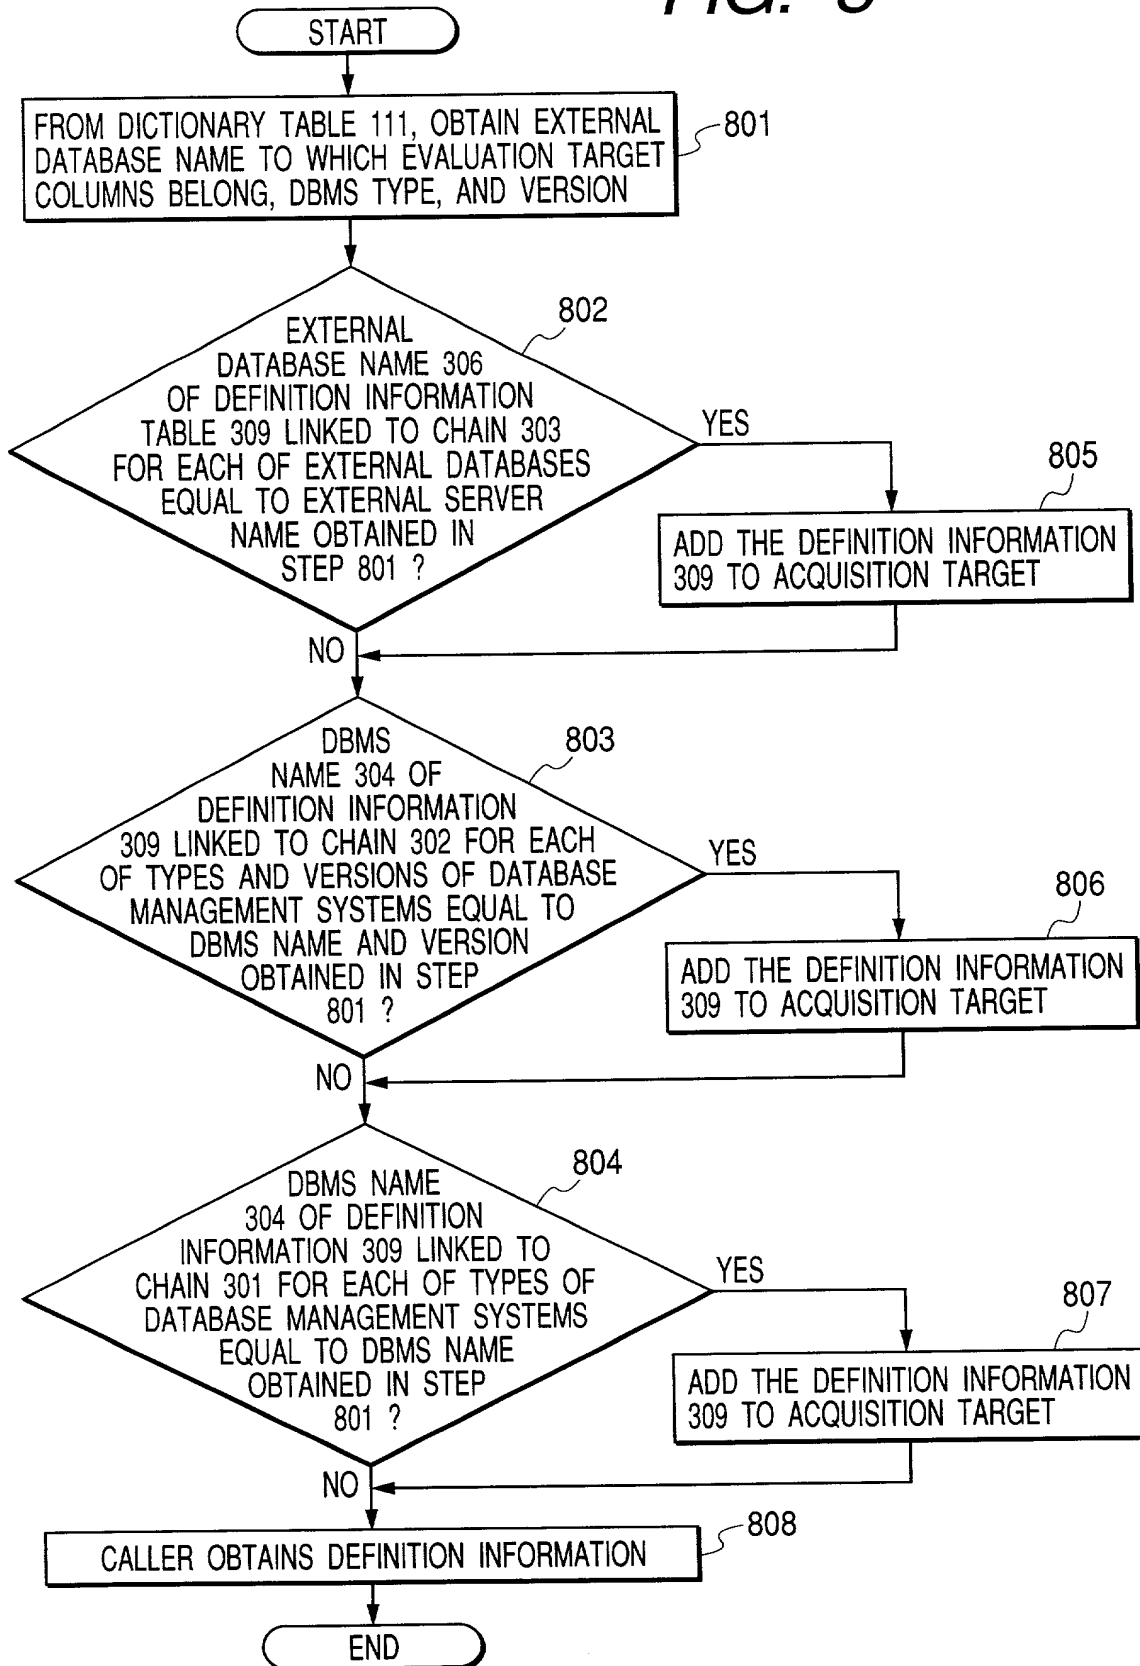 FIG. 8
START
FROM DICTIONARY TABLE 111, OBTAIN EXTERNAL
DATABASE NAME TO WHICH EVALUATION TARGET
COLUMNS BELONG, DBMS TYPE, AND VERSION
801
802
EXTERNAL
DATABASE NAME 306
OF DEFINITION INFORMATION
TABLE 309 LINKED TO CHAIN 303
FOR EACH OF EXTERNAL DATABASES
EQUAL TO EXTERNAL SERVER
NAME OBTAINED IN
STEP 801 ?
YES
805
ADD THE DEFINITION INFORMATION
309 TO ACQUISITION TARGET
NO
803
DBMS
NAME 304 OF
DEFINITION INFORMATION
309 LINKED TO CHAIN 302 FOR EACH
OF TYPES AND VERSIONS OF DATABASE
MANAGEMENT SYSTEMS EQUAL TO
DBMS NAME AND VERSION
OBTAINED IN STEP
801 ?
YES
806
ADD THE DEFINITION INFORMATION
309 TO ACQUISITION TARGET
NO
804
DBMS NAME
304 OF DEFINITION
INFORMATION 309 LINKED TO
CHAIN 301 FOR EACH OF TYPES OF
DATABASE MANAGEMENT SYSTEMS
EQUAL TO DBMS NAME
OBTAINED IN STEP
801 ?
YES
807
ADD THE DEFINITION INFORMATION
309 TO ACQUISITION TARGET
NO
CALLER OBTAINS DEFINITION INFORMATION
808
END